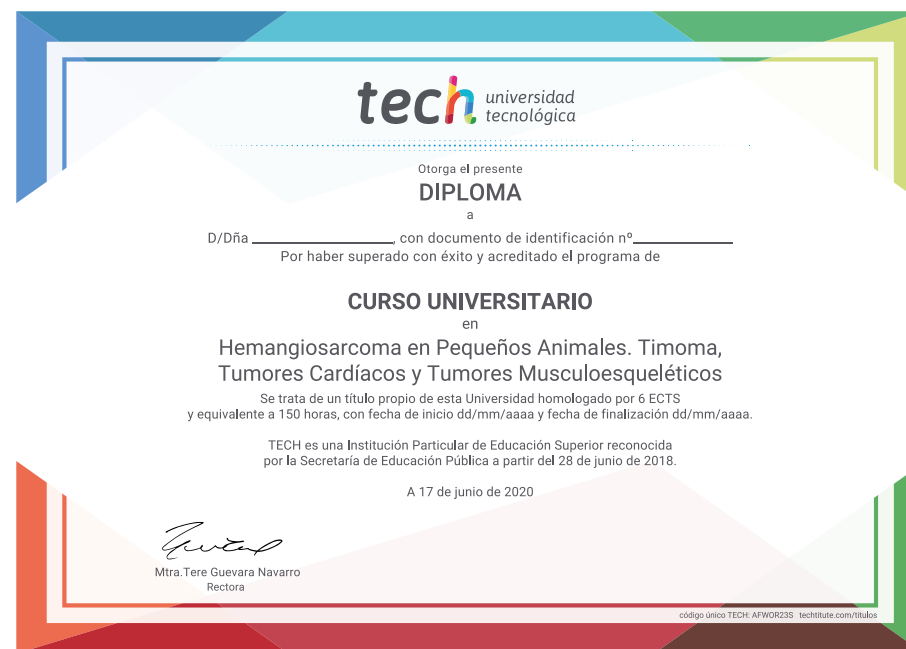 tech universidad
tecnológica
Otorga el presente
DIPLOMA
a
D/Dña ____________________, con documento de identificación nº______________
Por haber superado con éxito y acreditado el programa de
CURSO UNIVERSITARIO
en
Hemangiosarcoma en Pequeños Animales. Timoma,
Tumores Cardíacos y Tumores Musculoesqueléticos
Se trata de un título propio de esta Universidad homologado por 6 ECTS
y equivalente a 150 horas, con fecha de inicio dd/mm/aaaa y fecha de finalización dd/mm/aaaa.
TECH es una Institución Particular de Educación Superior reconocida
por la Secretaría de Educación Pública a partir del 28 de junio de 2018.
A 17 de junio de 2020
Mtra.Tere Guevara Navarro
Rectora
código único TECH: AFWOR23S techtitute.com/titulos